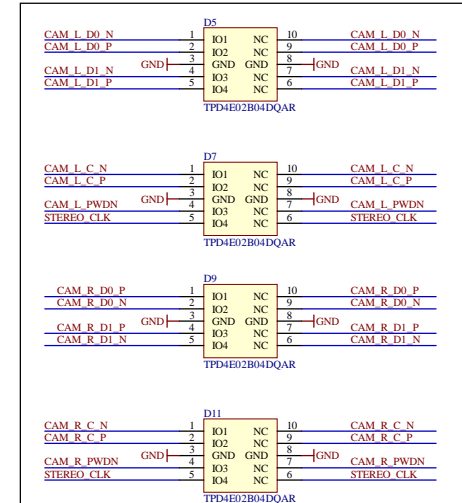 D5
CAM_L_D0_N 1 IO1 NC 10 CAM_L_D0_N
CAM_L_D0_P 2 IO2 NC 9 CAM_L_D0_P
GND 3 GND GND 8 GND
CAM_L_D1_N 4 IO3 NC 7 CAM_L_D1_N
CAM_L_D1_P 5 IO4 NC 6 CAM_L_D1_P
TPD4E02B04DQAR
D7
CAM_L_C_N 1 IO1 NC 10 CAM_L_C_N
CAM_L_C_P 2 IO2 NC 9 CAM_L_C_P
GND 3 GND GND 8 GND
CAM_L_PWDN 4 IO3 NC 7 CAM_L_PWDN
STEREO_CLK 5 IO4 NC 6 STEREO_CLK
TPD4E02B04DQAR
D9
CAM_R_D0_P 1 IO1 NC 10 CAM_R_D0_P
CAM_R_D0_N 2 IO2 NC 9 CAM_R_D0_N
GND 3 GND GND 8 GND
CAM_R_D1_P 4 IO3 NC 7 CAM_R_D1_P
CAM_R_D1_N 5 IO4 NC 6 CAM_R_D1_N
TPD4E02B04DQAR
D11
CAM_R_C_N 1 IO1 NC 10 CAM_R_C_N
CAM_R_C_P 2 IO2 NC 9 CAM_R_C_P
GND 3 GND GND 8 GND
CAM_R_PWDN 4 IO3 NC 7 CAM_R_PWDN
STEREO_CLK 5 IO4 NC 6 STEREO_CLK
TPD4E02B04DQAR